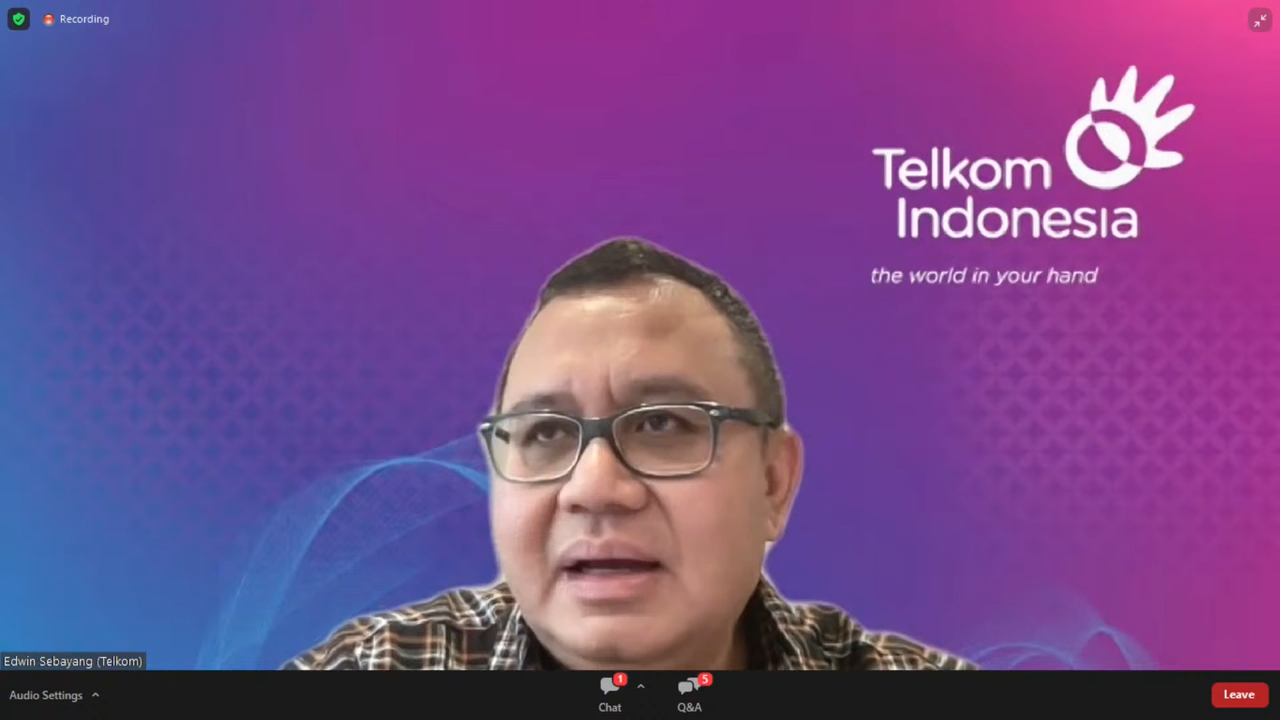 Recording
Telkom
Indonesia
the world in your hand
Edwin Sebayang (Telkom)
Audio Settings
1
Chat
5
Q&A
Leave